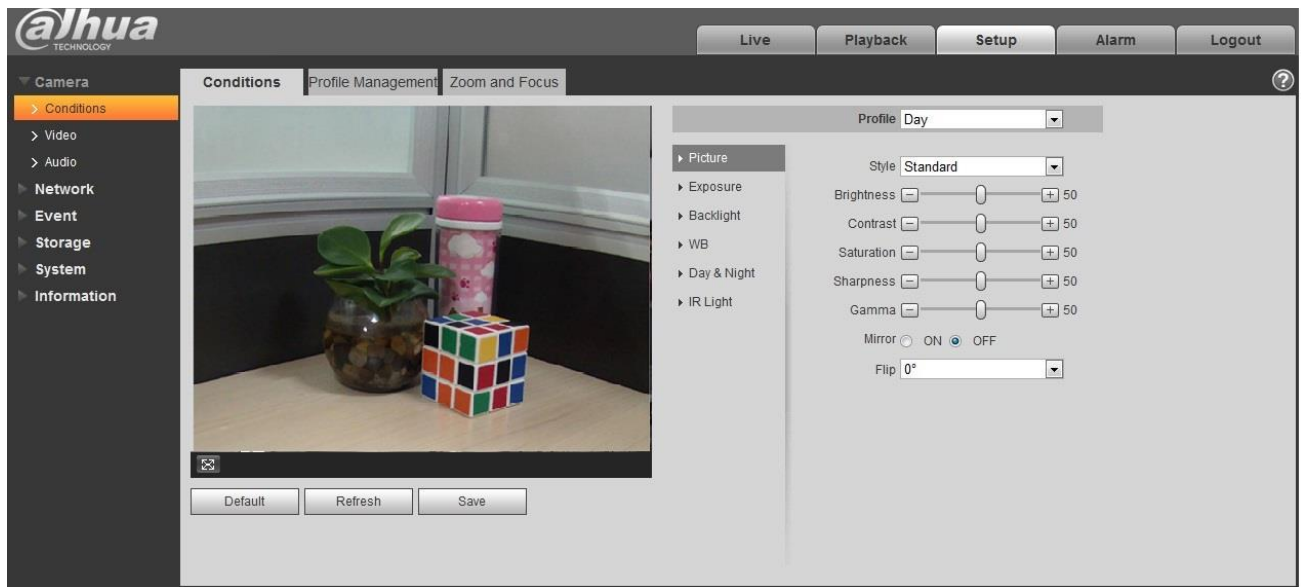 alhua
TECHNOLOGY
Live
Playback
Setup
Alarm
Logout
Camera
Conditions
Video
Audio
Network
Event
Storage
System
Information
Conditions
Profile Management
Zoom and Focus
?
Profile Day
Picture
Exposure
Backlight
WB
Day & Night
IR Light
Style Standard
Brightness 50
Contrast 50
Saturation 50
Sharpness 50
Gamma 50
Mirror ON OFF
Flip 0°
Default
Refresh
Save